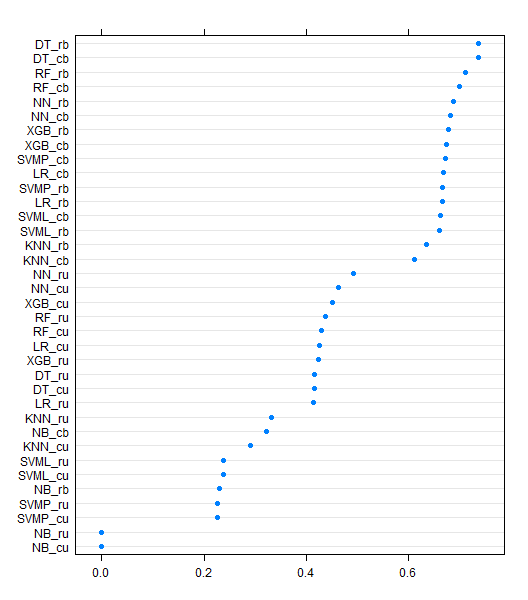 DT_rb
DT_cb
RF_rb
RF_cb
NN_rb
NN_cb
XGB_rb
XGB_cb
SVMP_cb
LR_cb
SVMP_rb
LR_rb
SVML_cb
SVML_rb
KNN_rb
KNN_cb
NN_ru
NN_cu
XGB_cu
RF_ru
RF_cu
LR_cu
XGB_ru
DT_ru
DT_cu
LR_ru
KNN_ru
NB_cb
KNN_cu
SVML_ru
SVML_cu
NB_rb
SVMP_ru
SVMP_cu
NB_ru
NB_cu
0.0 0.2 0.4 0.6